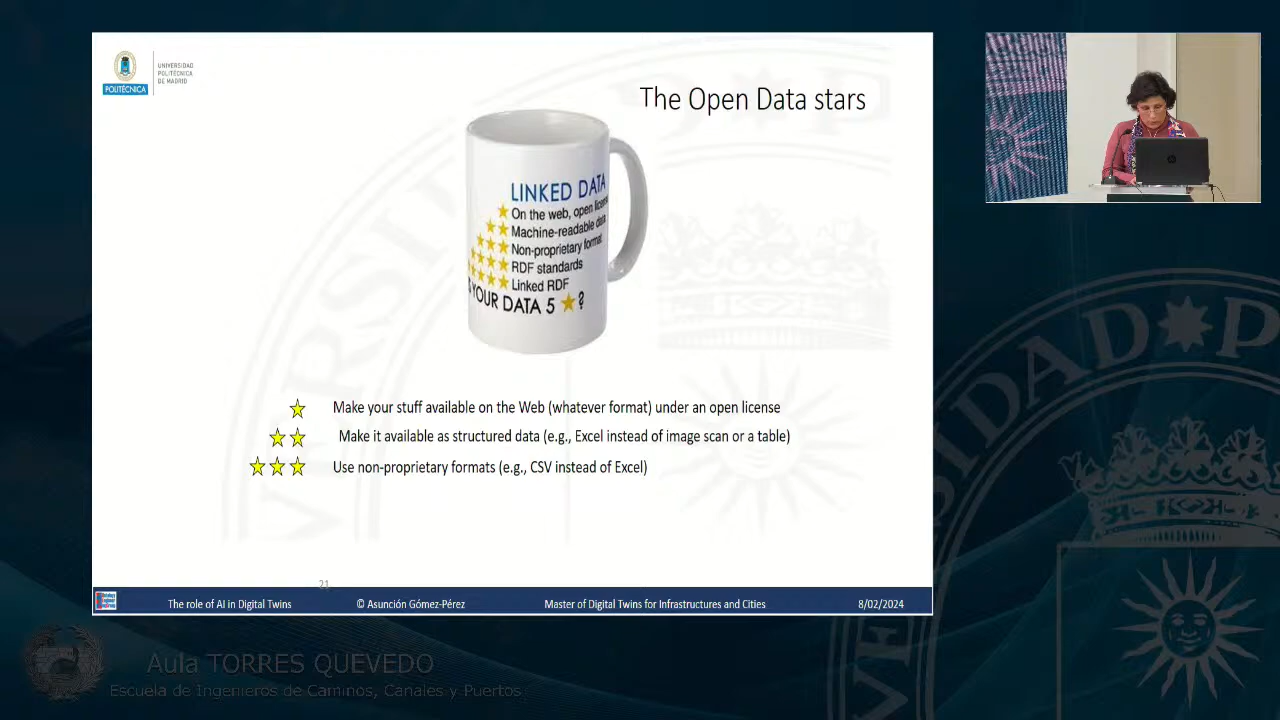 UNIVERSIDAD
POLITÉCNICA
DE MADRID
POLITÉCNICA
The Open Data stars
LINKED DATA
On the web, open license
Machine-readable data
Non-proprietary format
RDF standards
Linked RDF
YOUR DATA 5 ★?
Make your stuff available on the Web (whatever format) under an open license
Make it available as structured data (e.g., Excel instead of image scan or a table)
Use non-proprietary formats (e.g., CSV instead of Excel)
21
The role of AI in Digital Twins
© Asunción Gómez-Pérez
Master of Digital Twins for Infrastructures and Cities
8/02/2024
Aula TORRES QUEVEDO
Escuela de Ingenieros de Caminos, Canales y Puertos